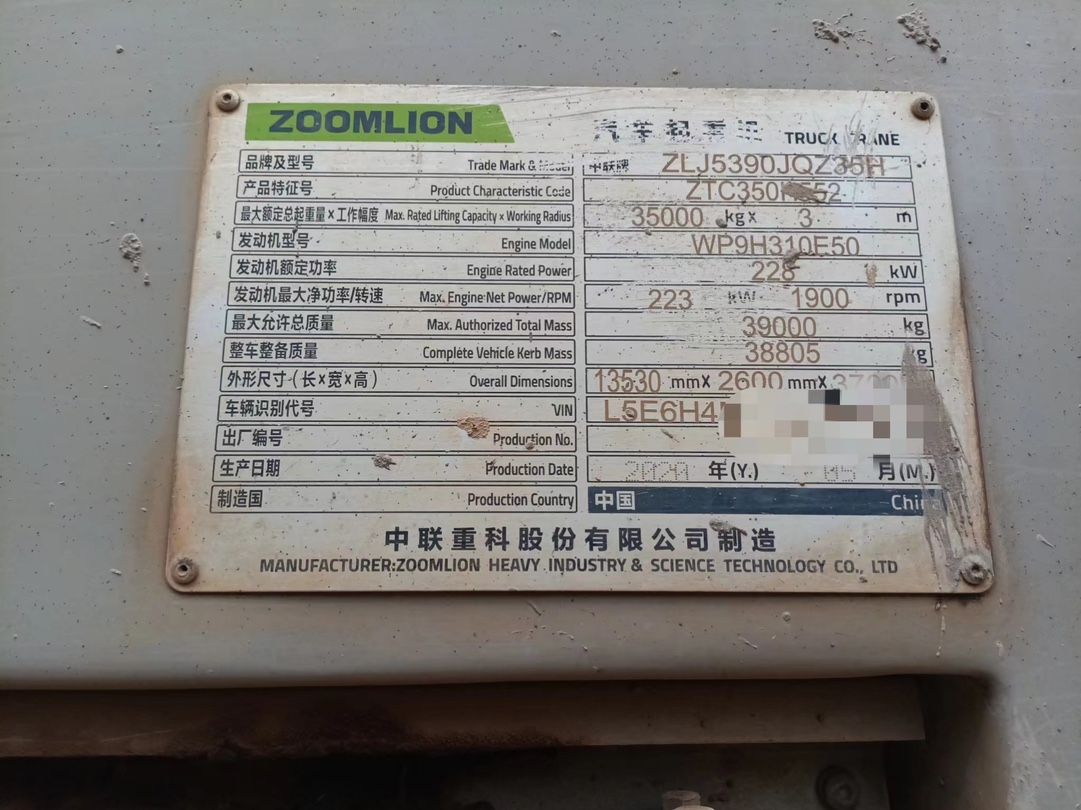 ZOOMLION 汽车起重机 TRUCK CRANE
品牌及型号 Trade Mark & Model 中联牌 ZLJ5390JQZ35H
产品特征号 Product Characteristic Code
最大额定总起重量×工作幅度 Max. Rated Lifting Capacity × Working Radius 35000 kg× 3 m
发动机型号 Engine Model WP9H310E50
发动机额定功率 Engine Rated Power 228 kW
发动机最大净功率/转速 Max. Engine Net Power/RPM 223 kW 1900 rpm
最大允许总质量 Max. Authorized Total Mass 39000 kg
整车整备质量 Complete Vehicle Kerb Mass 38805 kg
外形尺寸(长×宽×高) Overall Dimensions 13530 mm× 2600 mm×
车辆识别代号 VIN L5E6H4
出厂编号 Production No.
生产日期 Production Date 年(Y.) 05 月(M.)
制造国 Production Country 中国 China
中联重科股份有限公司制造
MANUFACTURER:ZOOMLION HEAVY INDUSTRY & SCIENCE TECHNOLOGY CO., LTD